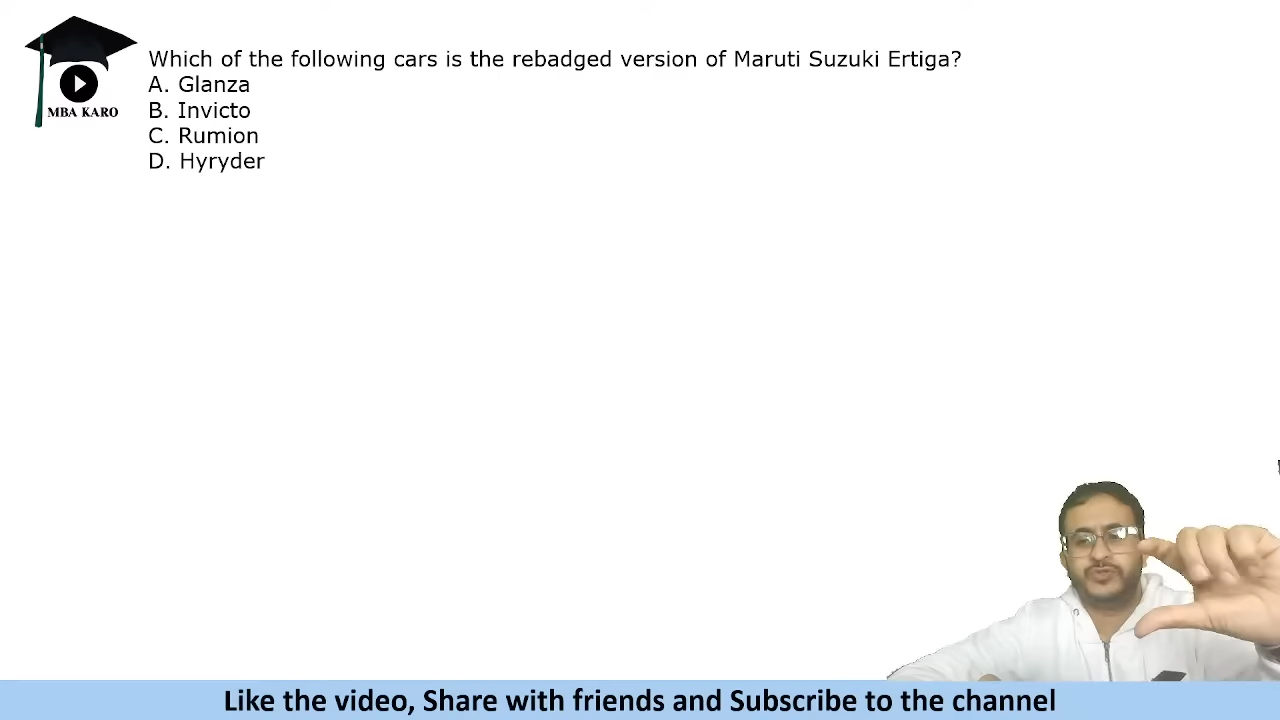 Which of the following cars is the rebadged version of Maruti Suzuki Ertiga?
A. Glanza
B. Invicto
C. Rumion
D. Hyryder
MBA KARO
Like the video, Share with friends and Subscribe to the channel